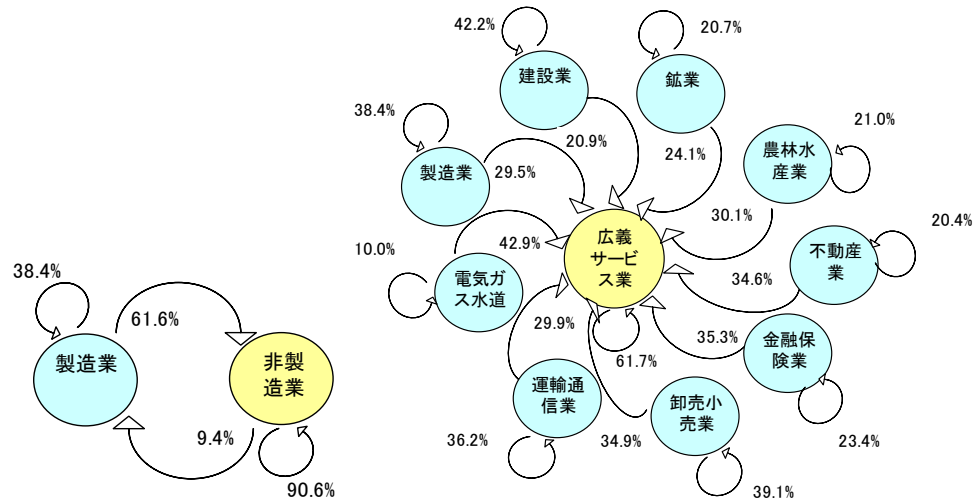 38.4%
61.6%
製造業
非製
造業
9.4%
90.6%
42.2%
建設業
20.7%
鉱業
38.4%
製造業
29.5%
20.9%
24.1%
21.0%
農林水
産業
30.1%
10.0%
電気ガ
ス水道
42.9%
広義
サービ
ス業
20.4%
不動産
業
34.6%
29.9%
61.7%
35.3%
金融保
険業
23.4%
運輸通
信業
36.2%
34.9%
卸売小
売業
39.1%